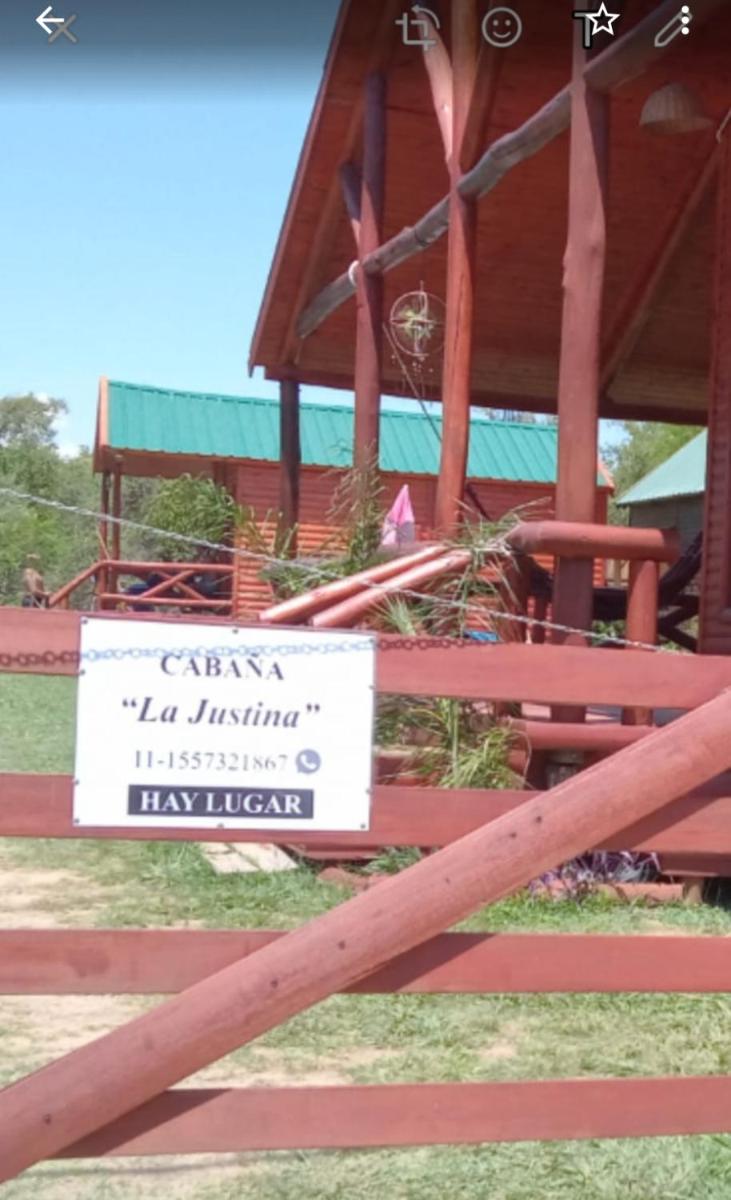 CABAÑA
“La Justina”
11-1557321867
HAY LUGAR